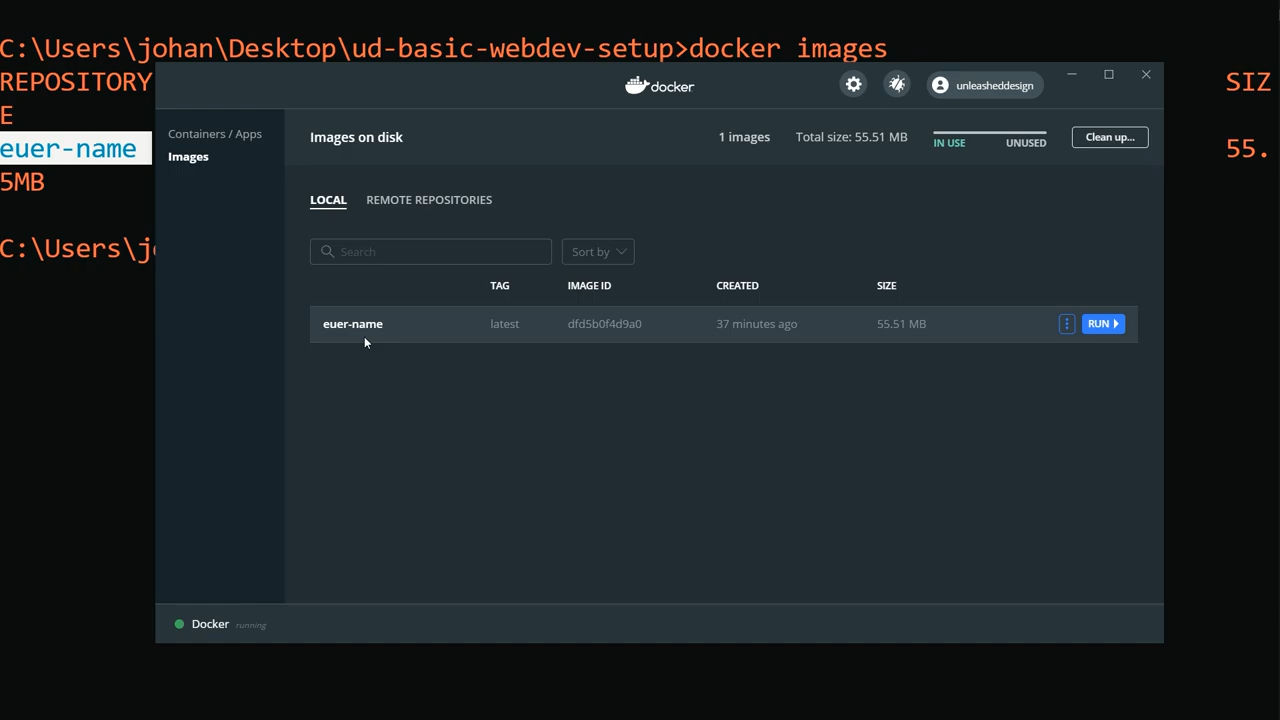 C:\Users\johan\Desktop\ud-basic-webdev-setup>docker images
REPOSITORY
SIZ
E
euer-name
55.
5MB
C:\Users\j
docker
unleasheddesign
Containers / Apps
Images
Images on disk
1 images
Total size: 55.51 MB
IN USE
UNUSED
Clean up...
LOCAL
REMOTE REPOSITORIES
Search
Sort by
TAG
IMAGE ID
CREATED
SIZE
euer-name
latest
dfd5b0f4d9a0
37 minutes ago
55.51 MB
RUN
Docker
running